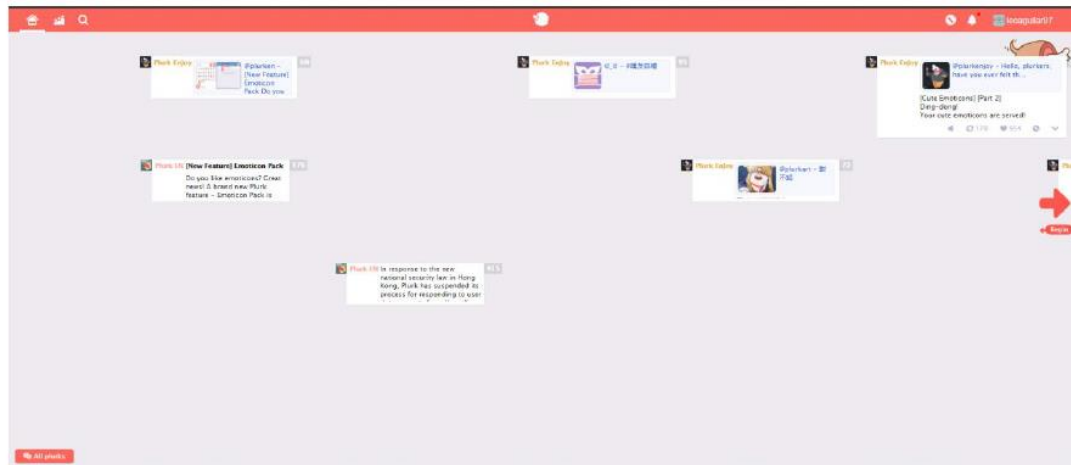 leoaguilar07
Plurk Enjoy
@plurken –
[New Feature]
Emoticon
Pack Do you
Plurk Enjoy
Plurk Enjoy
@plurkenjoy – Hello, plurkers,
have you ever felt th...
[Cute Emoticons] [Part 2]
Ding-dong!
Your cute emoticons are served!
Plurk EN [New Feature] Emoticon Pack
Do you like emoticons? Great
news! A brand new Plurk
feature – Emoticon Pack is
Plurk Enjoy
Plurk EN In response to the new
national security law in Hong
Kong, Plurk has suspended its
process for responding to user
Begin
All plurks